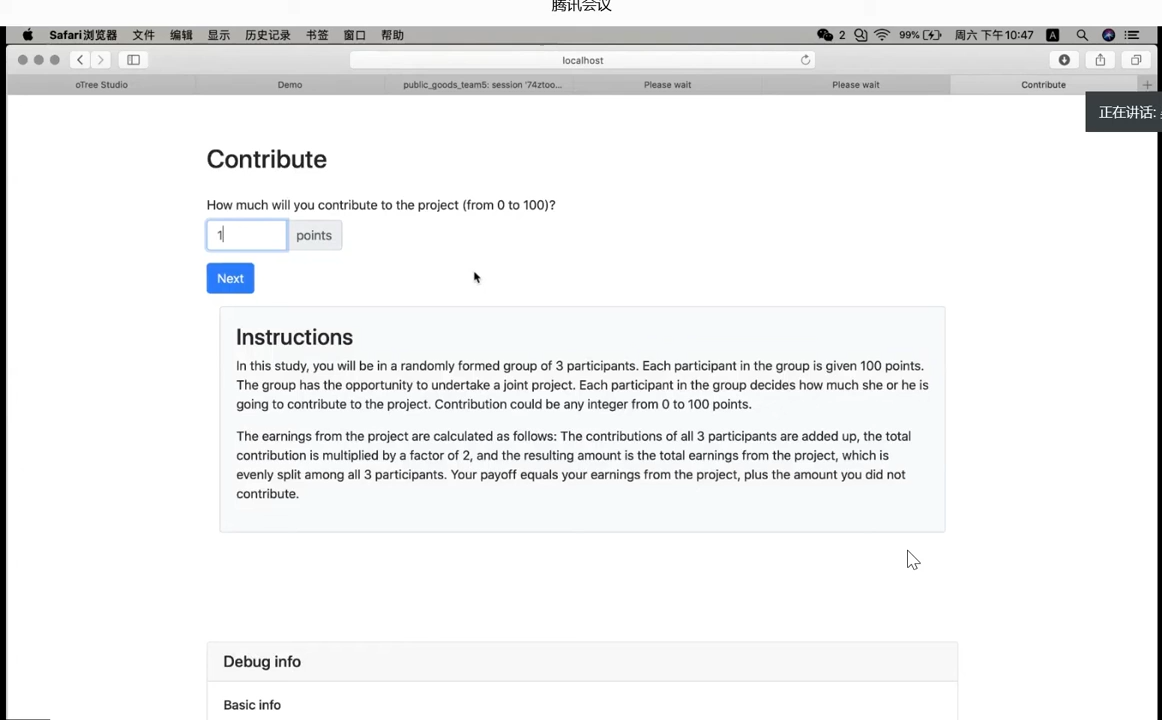 腾讯会议
Safari浏览器 文件 编辑 显示 历史记录 书签 窗口 帮助 2 99% 周六 下午10:47 A
localhost
oTree Studio Demo public_goods_team5: session '74ztoo... Please wait Please wait Contribute
正在讲话:
Contribute
How much will you contribute to the project (from 0 to 100)?
1 points
Next
Instructions
In this study, you will be in a randomly formed group of 3 participants. Each participant in the group is given 100 points.
The group has the opportunity to undertake a joint project. Each participant in the group decides how much she or he is
going to contribute to the project. Contribution could be any integer from 0 to 100 points.
The earnings from the project are calculated as follows: The contributions of all 3 participants are added up, the total
contribution is multiplied by a factor of 2, and the resulting amount is the total earnings from the project, which is
evenly split among all 3 participants. Your payoff equals your earnings from the project, plus the amount you did not
contribute.
Debug info
Basic info